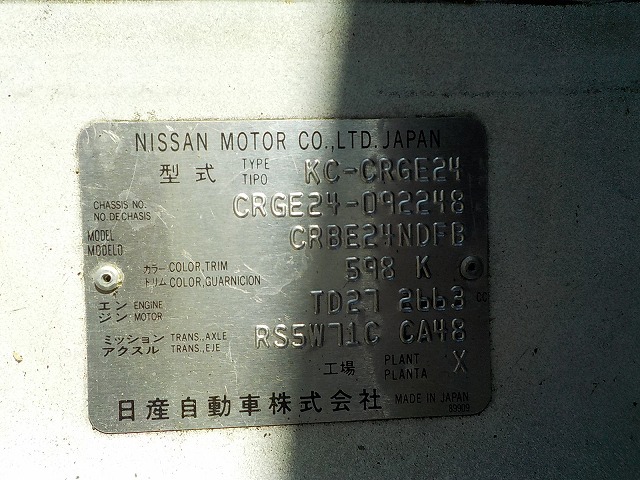 NISSAN MOTOR CO.,LTD.JAPAN
型式 TYPE TIPO KC-CRGE24
CHASSIS NO. NO.DECHASIS CRGE24-092248
MODEL MODELO CRBE24NDFB
カラー COLOR,TRIM トリム COLOR,GUARNICION 598 K
エンジン ENGINE MOTOR TD27 2663 CC
ミッション アクスル TRANS.,AXLE TRANS.,EJE RS5W71C CA48
工場 PLANT PLANTA X
日産自動車株式会社 MADE IN JAPAN